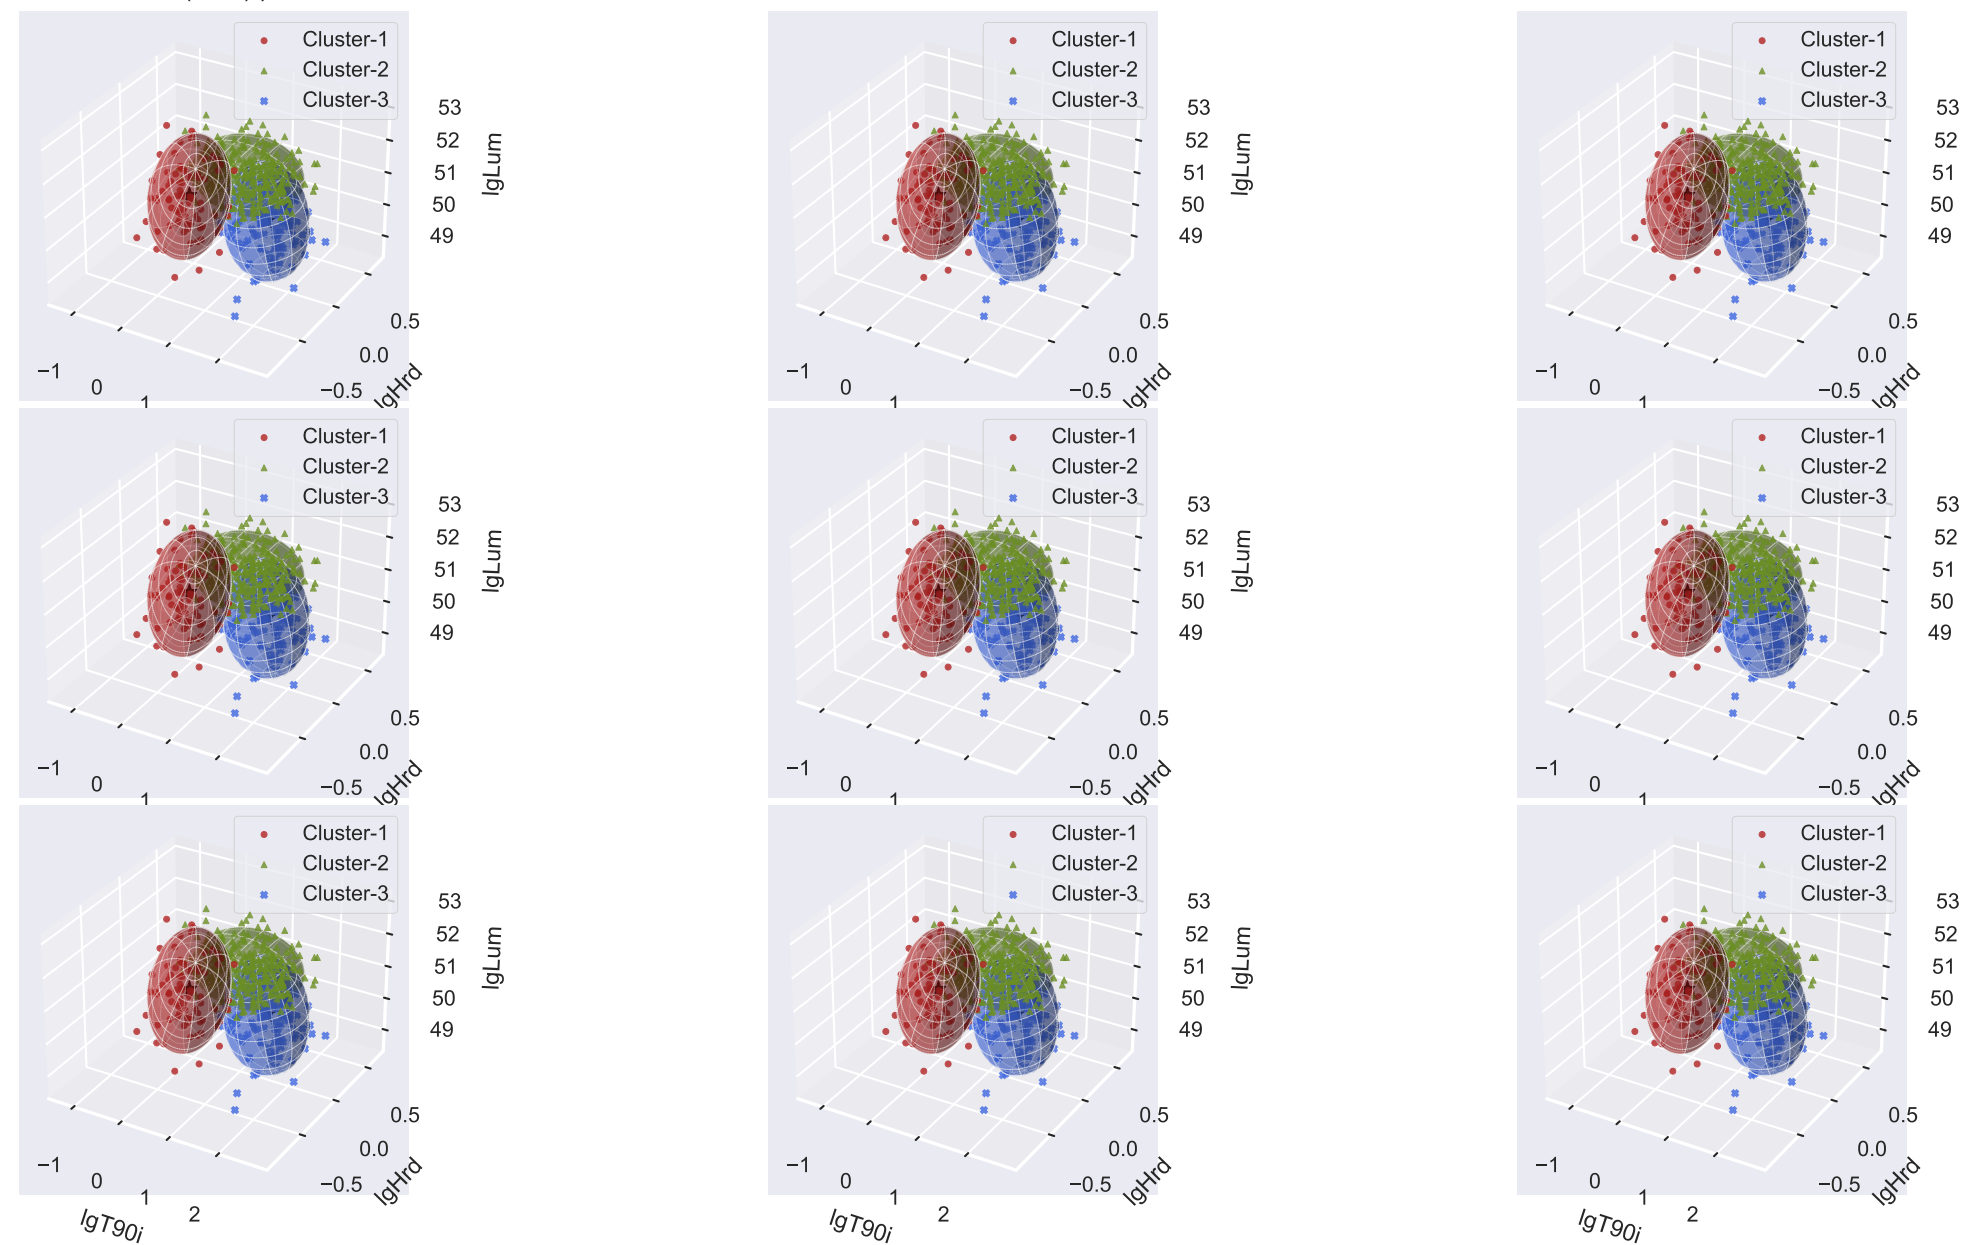 Cluster-1 Cluster-1 Cluster-1
Cluster-2 Cluster-2 Cluster-2
Cluster-3 Cluster-3 Cluster-3
53 53 53
52 52 52
51 51 51
50 50 50
49 49 49
lgLum lgLum
0.5 0.5 0.5
0.0 0.0 0.0
−0.5 −0.5 −0.5
lgHrd lgHrd lgHrd
−1 −1 −1
0 0 0
1 1 1
Cluster-1 Cluster-1 Cluster-1
Cluster-2 Cluster-2 Cluster-2
Cluster-3 Cluster-3 Cluster-3
53 53 53
52 52 52
51 51 51
50 50 50
49 49 49
lgLum lgLum
0.5 0.5 0.5
0.0 0.0 0.0
−0.5 −0.5 −0.5
lgHrd lgHrd lgHrd
−1 −1 −1
0 0 0
1 1 1
Cluster-1 Cluster-1 Cluster-1
Cluster-2 Cluster-2 Cluster-2
Cluster-3 Cluster-3 Cluster-3
53 53 53
52 52 52
51 51 51
50 50 50
49 49 49
lgLum lgLum
0.5 0.5 0.5
0.0 0.0 0.0
−0.5 −0.5 −0.5
lgHrd lgHrd lgHrd
−1 −1 −1
0 0 0
1 1 1
2 2 2
lgT90i lgT90i lgT90i